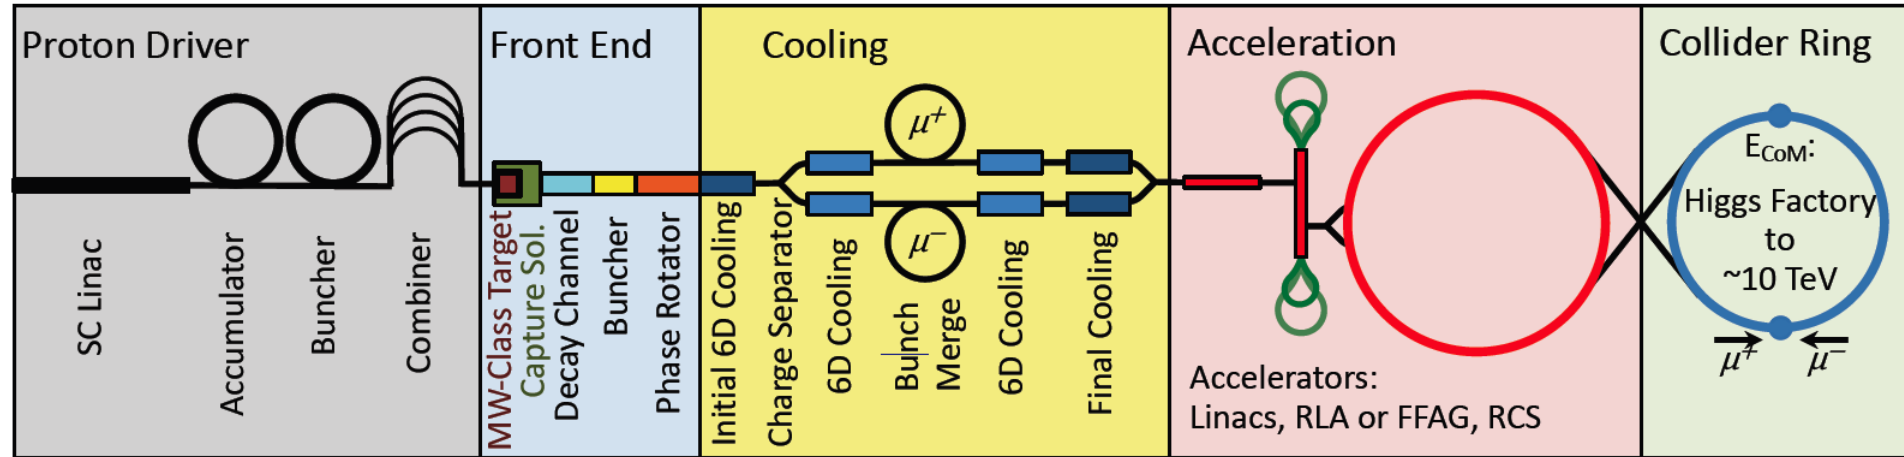 Proton Driver
SC Linac
Accumulator
Buncher
Combiner
Front End
MW-Class Target
Capture Sol.
Decay Channel
Buncher
Phase Rotator
Cooling
μ+
μ−
Initial 6D Cooling
Charge Separator
6D Cooling
Bunch
Merge
6D Cooling
Final Cooling
Acceleration
Accelerators:
Linacs, RLA or FFAG, RCS
Collider Ring
ECoM:
Higgs Factory
to
~10 TeV
μ+
μ−